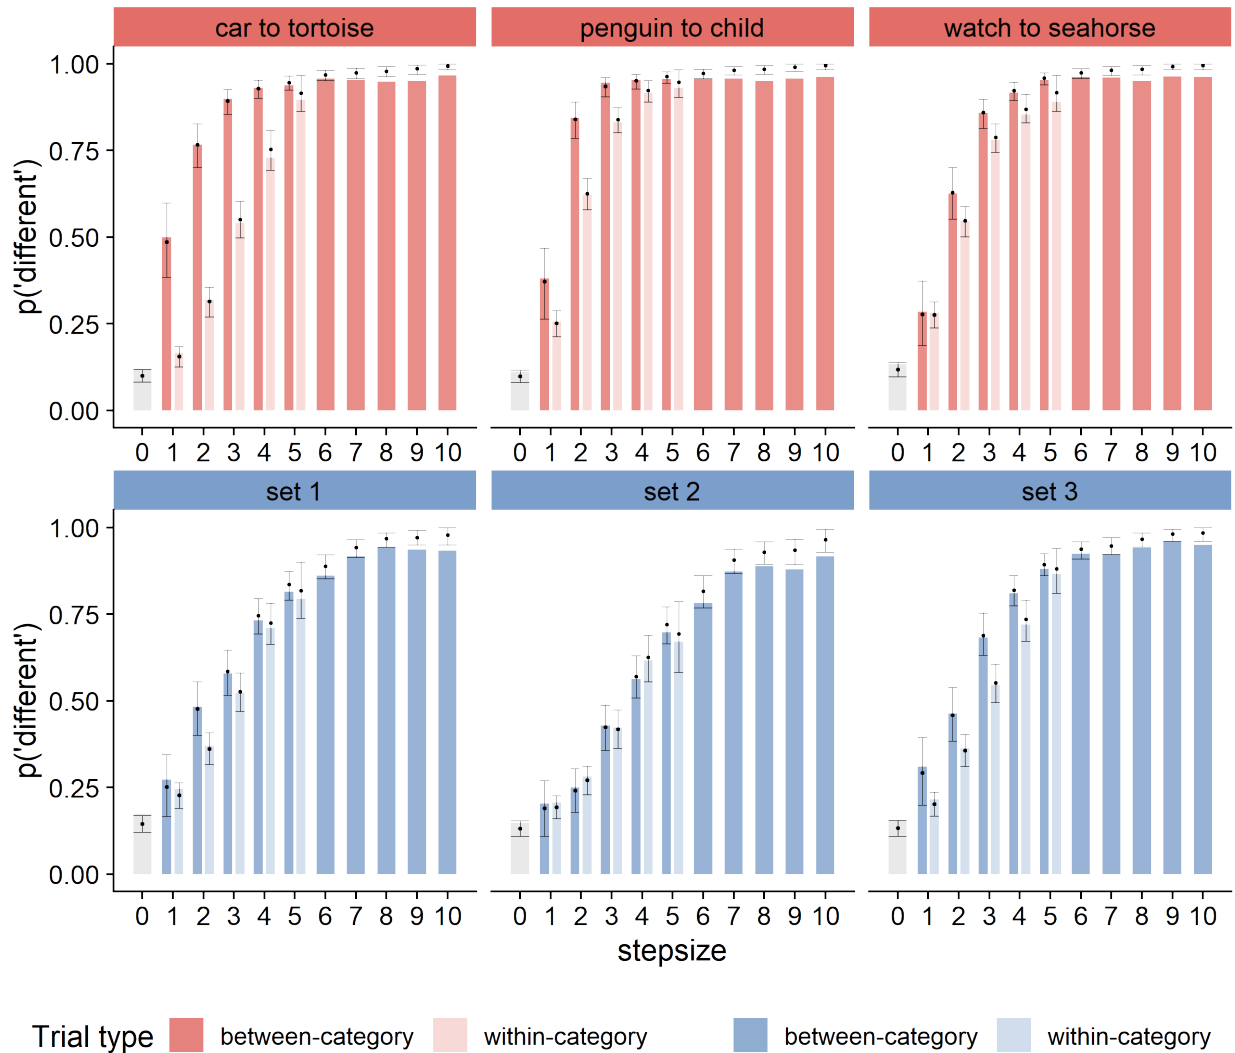 car to tortoise penguin to child watch to seahorse
p('different')
1.00
0.75
0.50
0.25
0.00
0 1 2 3 4 5 6 7 8 9 10 0 1 2 3 4 5 6 7 8 9 10 0 1 2 3 4 5 6 7 8 9 10
set 1 set 2 set 3
p('different')
1.00
0.75
0.50
0.25
0.00
0 1 2 3 4 5 6 7 8 9 10 0 1 2 3 4 5 6 7 8 9 10 0 1 2 3 4 5 6 7 8 9 10
stepsize
Trial type between-category within-category between-category within-category